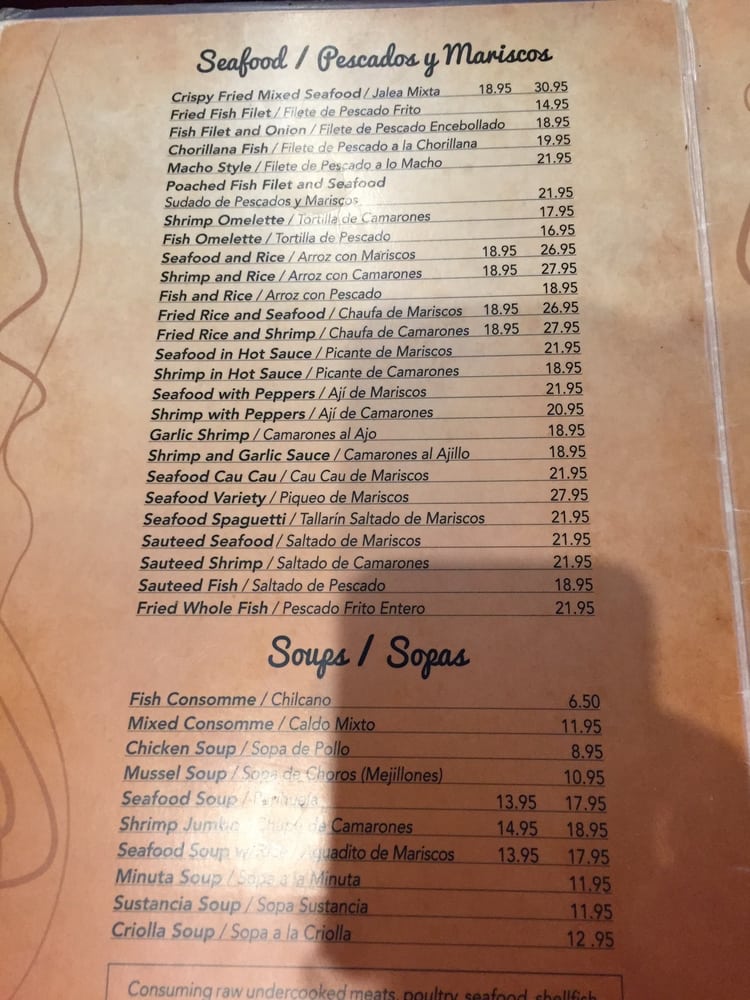 Seafood / Pescados y Mariscos
Crispy Fried Mixed Seafood / Jalea Mixta 18.95 30.95
Fried Fish Filet / Filete de Pescado Frito 14.95
Fish Filet and Onion / Filete de Pescado Encebollado 18.95
Chorillana Fish / Filete de Pescado a la Chorillana 19.95
Macho Style / Filete de Pescado a lo Macho 21.95
Poached Fish Filet and Seafood
Sudado de Pescados y Mariscos 21.95
Shrimp Omelette / Tortilla de Camarones 17.95
Fish Omelette / Tortilla de Pescado 16.95
Seafood and Rice / Arroz con Mariscos 18.95 26.95
Shrimp and Rice / Arroz con Camarones 18.95 27.95
Fish and Rice / Arroz con Pescado 18.95
Fried Rice and Seafood / Chaufa de Mariscos 18.95 26.95
Fried Rice and Shrimp / Chaufa de Camarones 18.95 27.95
Seafood in Hot Sauce / Picante de Mariscos 21.95
Shrimp in Hot Sauce / Picante de Camarones 18.95
Seafood with Peppers / Ají de Mariscos 21.95
Shrimp with Peppers / Ají de Camarones 20.95
Garlic Shrimp / Camarones al Ajo 18.95
Shrimp and Garlic Sauce / Camarones al Ajillo 18.95
Seafood Cau Cau / Cau Cau de Mariscos 21.95
Seafood Variety / Piqueo de Mariscos 27.95
Seafood Spaguetti / Tallarín Saltado de Mariscos 21.95
Sauteed Seafood / Saltado de Mariscos 21.95
Sauteed Shrimp / Saltado de Camarones 21.95
Sauteed Fish / Saltado de Pescado 18.95
Fried Whole Fish / Pescado Frito Entero 21.95
Soups / Sopas
Fish Consomme / Chilcano 6.50
Mixed Consomme / Caldo Mixto 11.95
Chicken Soup / Sopa de Pollo 8.95
Mussel Soup / Sopa de Choros (Mejillones) 10.95
Seafood Soup / Parihuela 13.95 17.95
Shrimp Jumbo / Chupe de Camarones 14.95 18.95
Seafood Soup w/Rice / Aguadito de Mariscos 13.95 17.95
Minuta Soup / Sopa a la Minuta 11.95
Sustancia Soup / Sopa Sustancia 11.95
Criolla Soup / Sopa a la Criolla 12 .95
Consuming raw undercooked meats, poultry, seafood, shellfish,